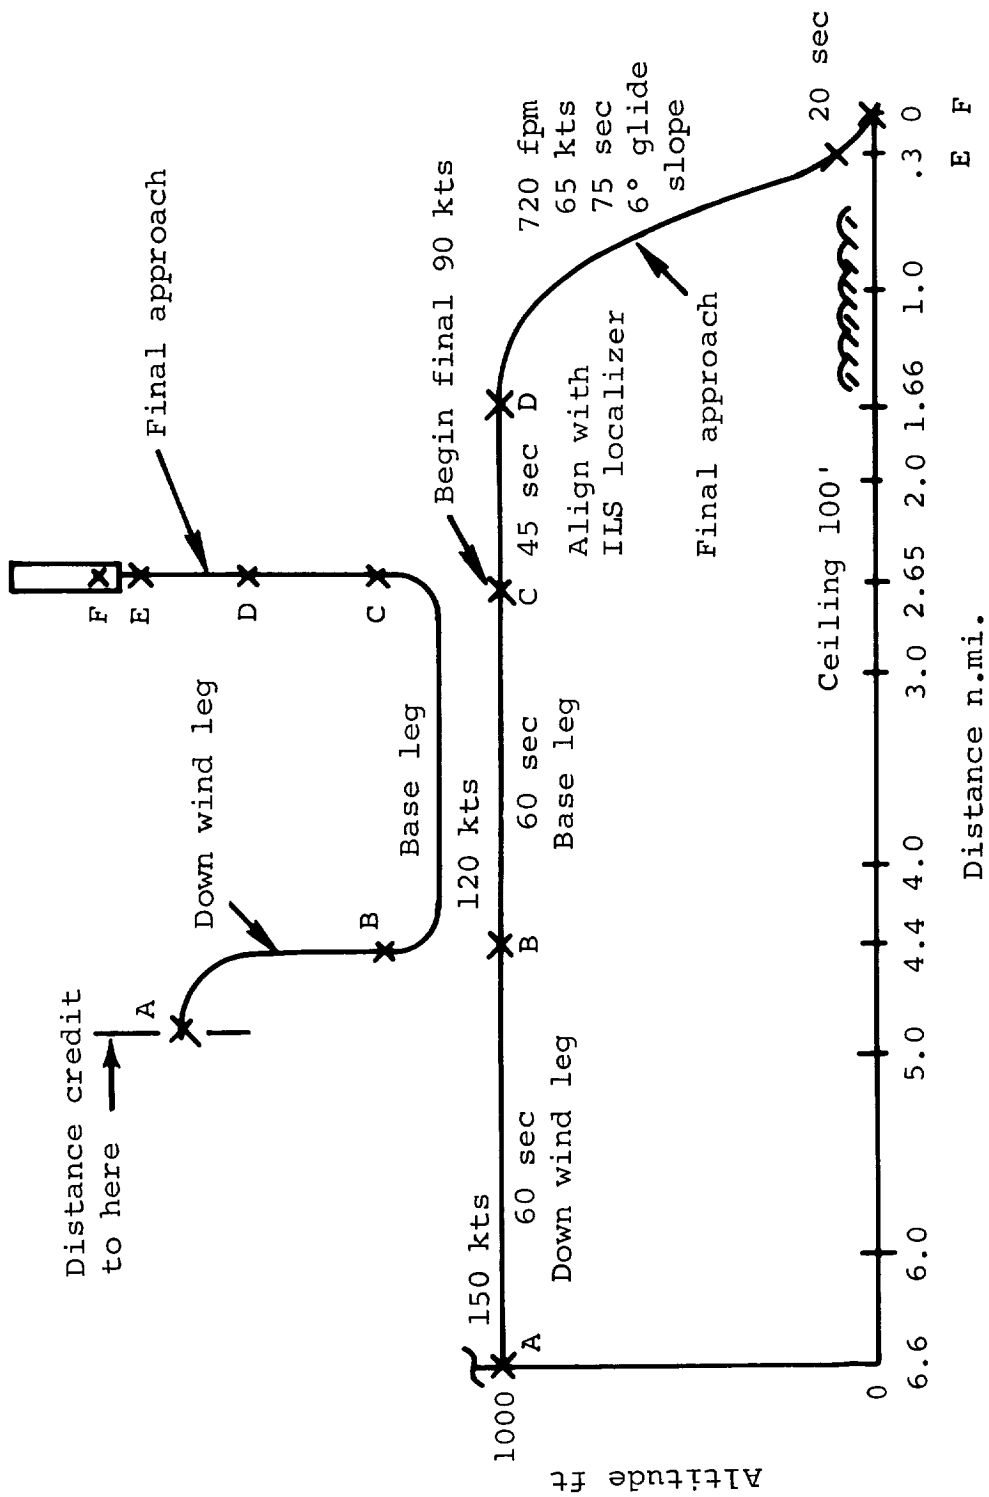 Distance credit
to here
A
Down wind leg
B
Base leg
F
E
D
C
Final approach
Begin final 90 kts
150 kts
120 kts
1000
A
60 sec
Down wind leg
B
60 sec
Base leg
C
45 sec
D
Align with
ILS localizer
Final approach
720 fpm
65 kts
75 sec
6° glide
slope
20 sec
Ceiling 100'
Altitude ft
0
6.6
6.0
5.0
4.4
4.0
3.0
2.65
2.0
1.66
1.0
.3
0
E
F
Distance n.mi.